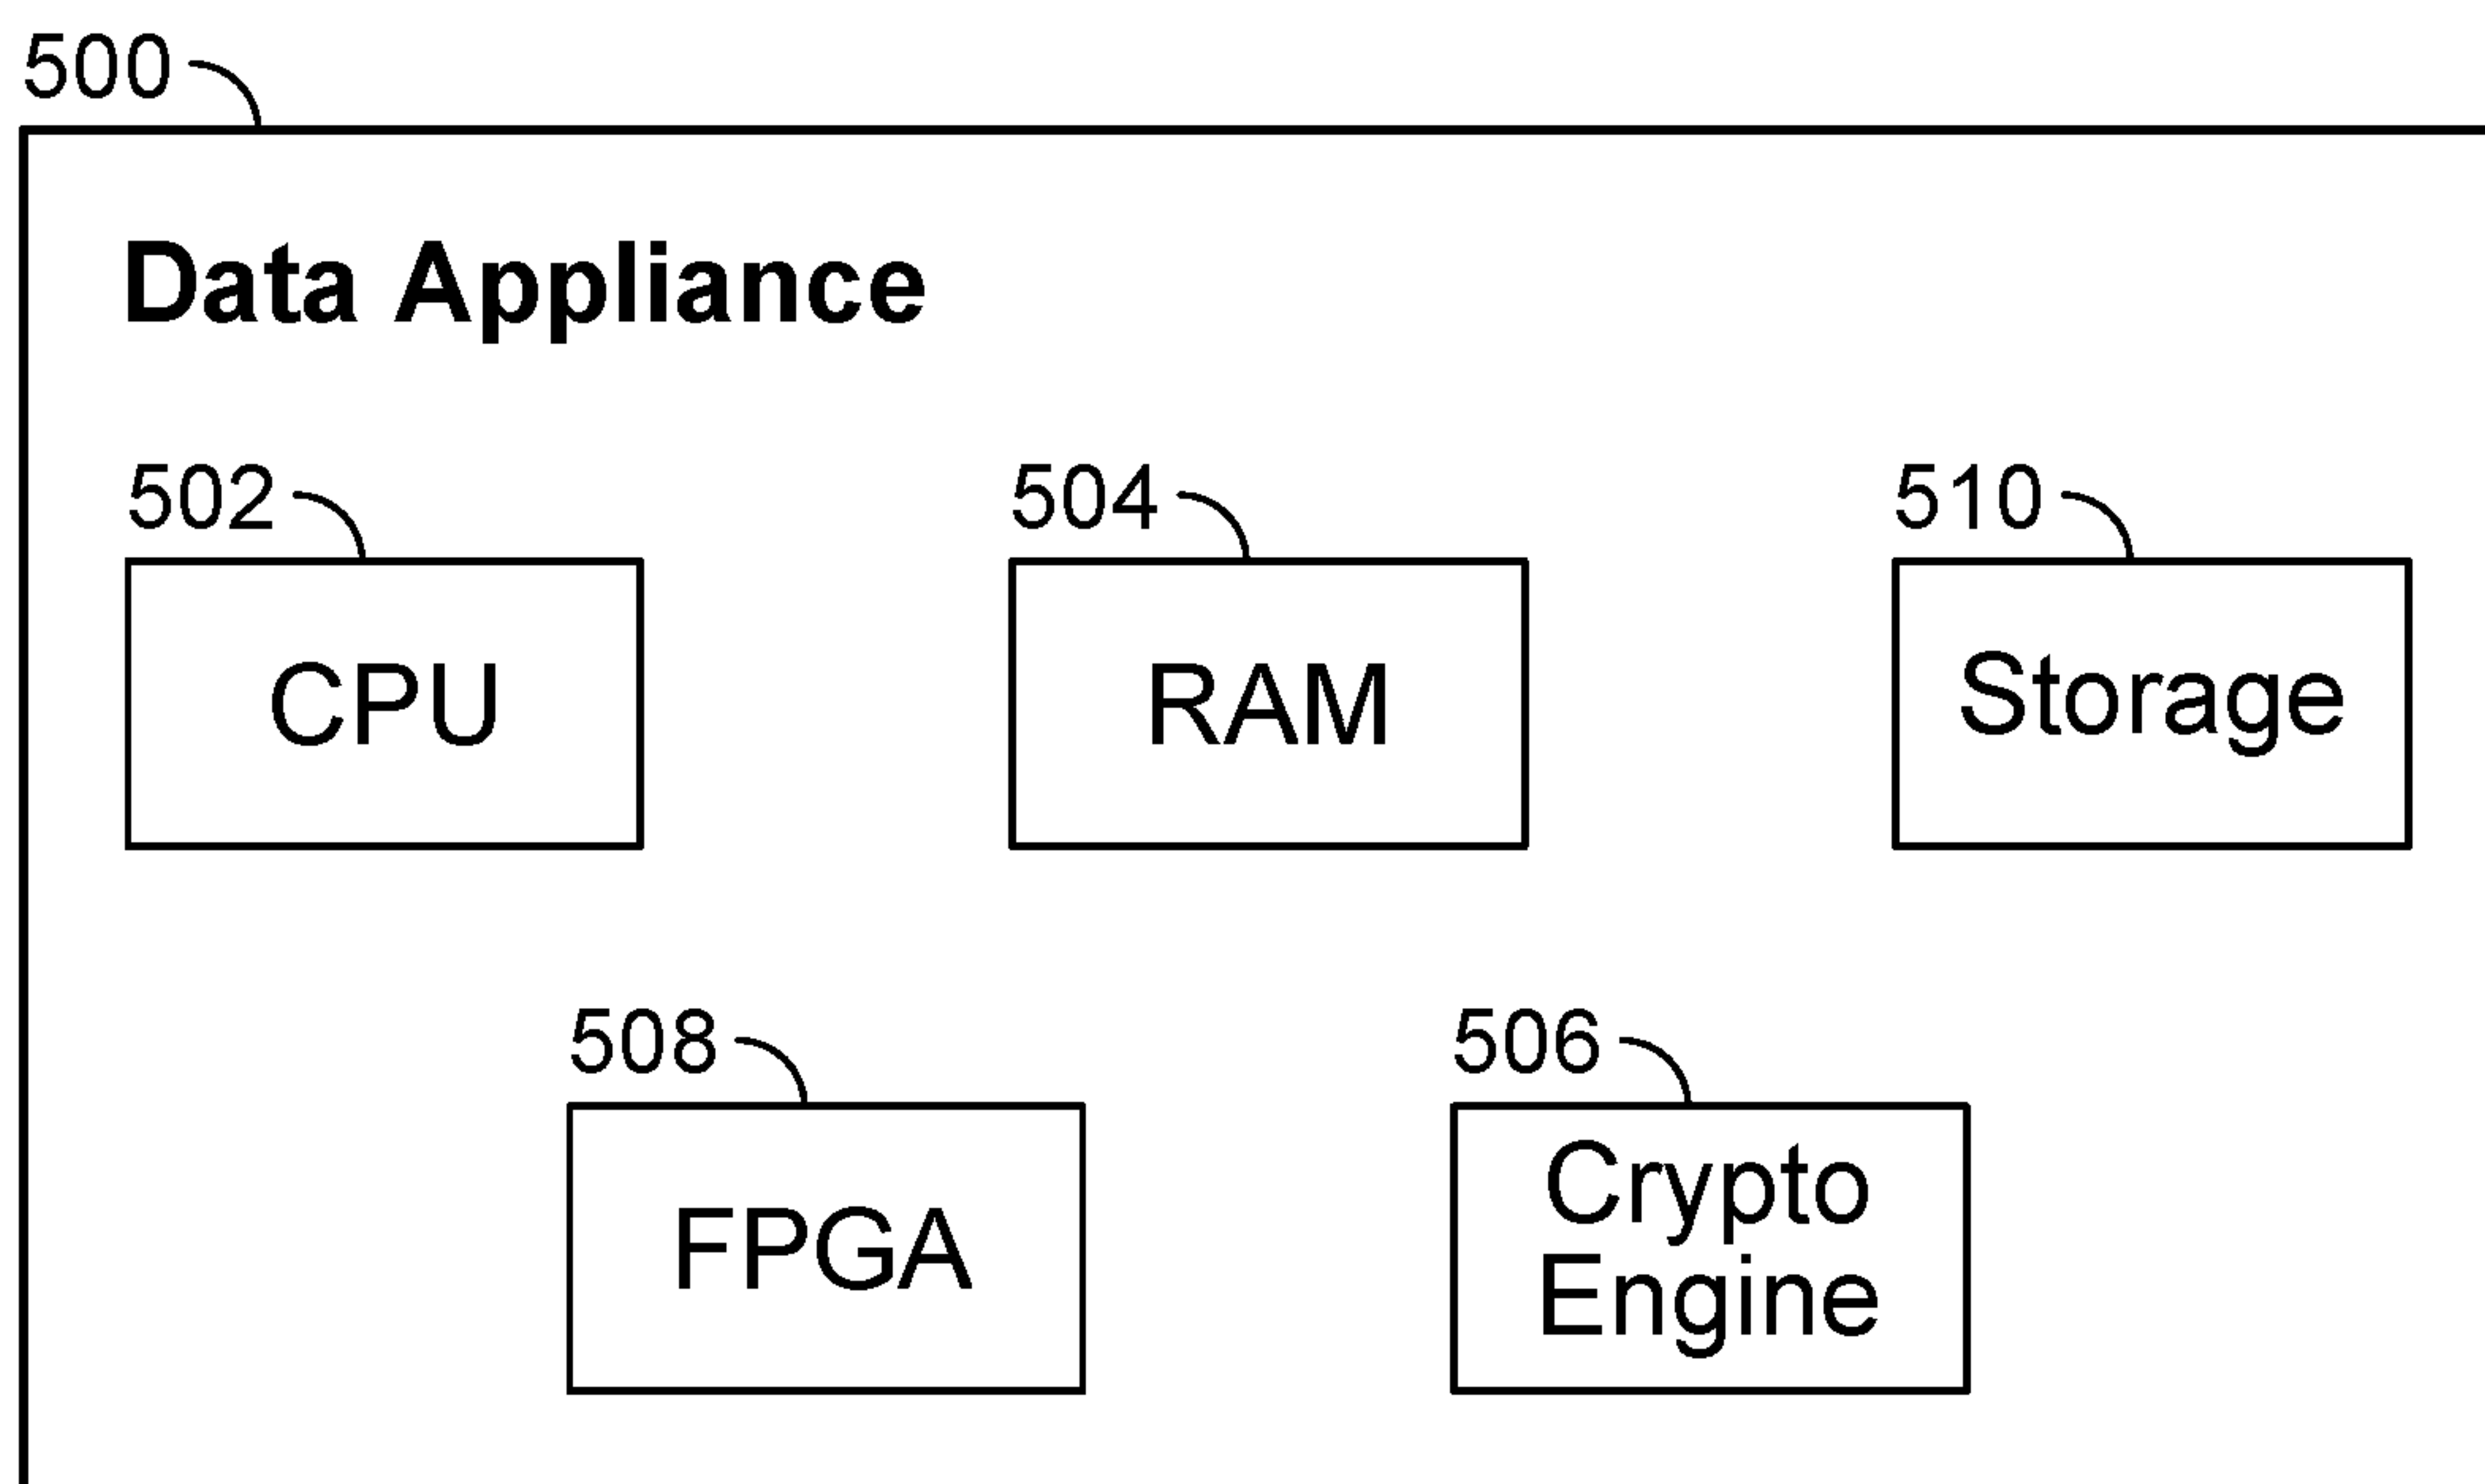 500
Data Appliance
502
504
510
CPU
RAM
Storage
508
506
FPGA
Crypto
Engine